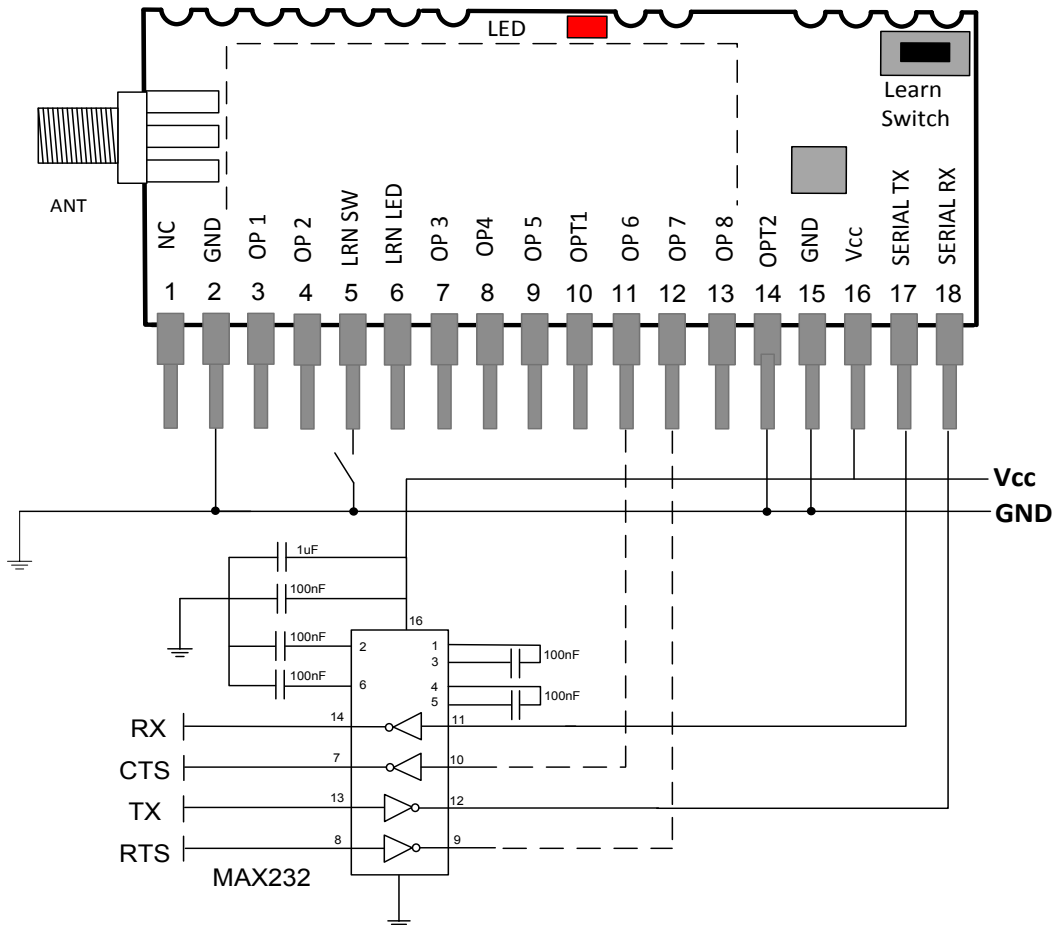 LED
Learn
Switch
ANT
NC
GND
OP 1
OP 2
LRN SW
LRN LED
OP 3
OP4
OP 5
OPT1
OP 6
OP 7
OP 8
OPT2
GND
Vcc
SERIAL TX
SERIAL RX
1 2 3 4 5 6 7 8 9 10 11 12 13 14 15 16 17 18
Vcc
GND
1uF
100nF
16
100nF
2
1
3
100nF
100nF
6
4
5
100nF
RX
14
11
CTS
7
10
TX
13
12
RTS
8
9
MAX232